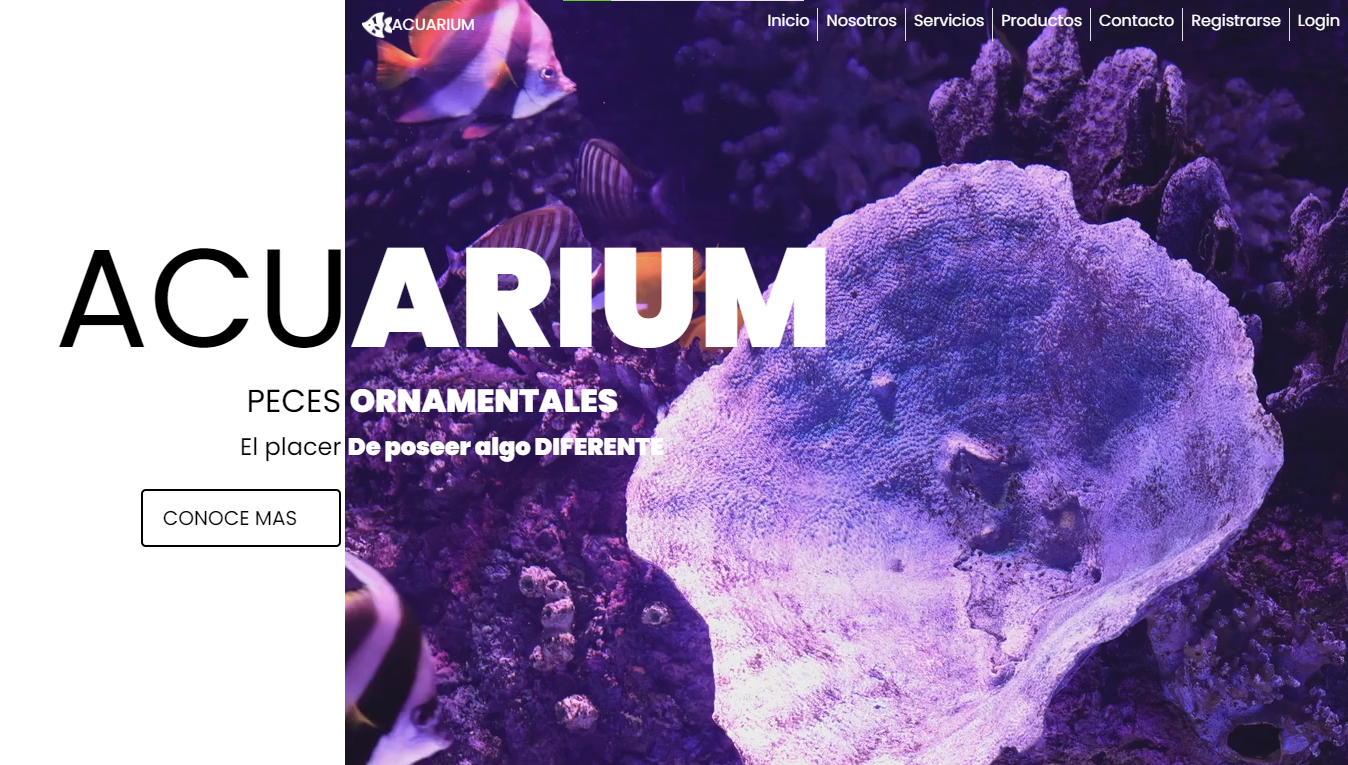 ACUARIUM
Inicio Nosotros Servicios Productos Contacto Registrarse Login
ACUARIUM
PECES ORNAMENTALES
El placer De poseer algo DIFERENTE
CONOCE MAS